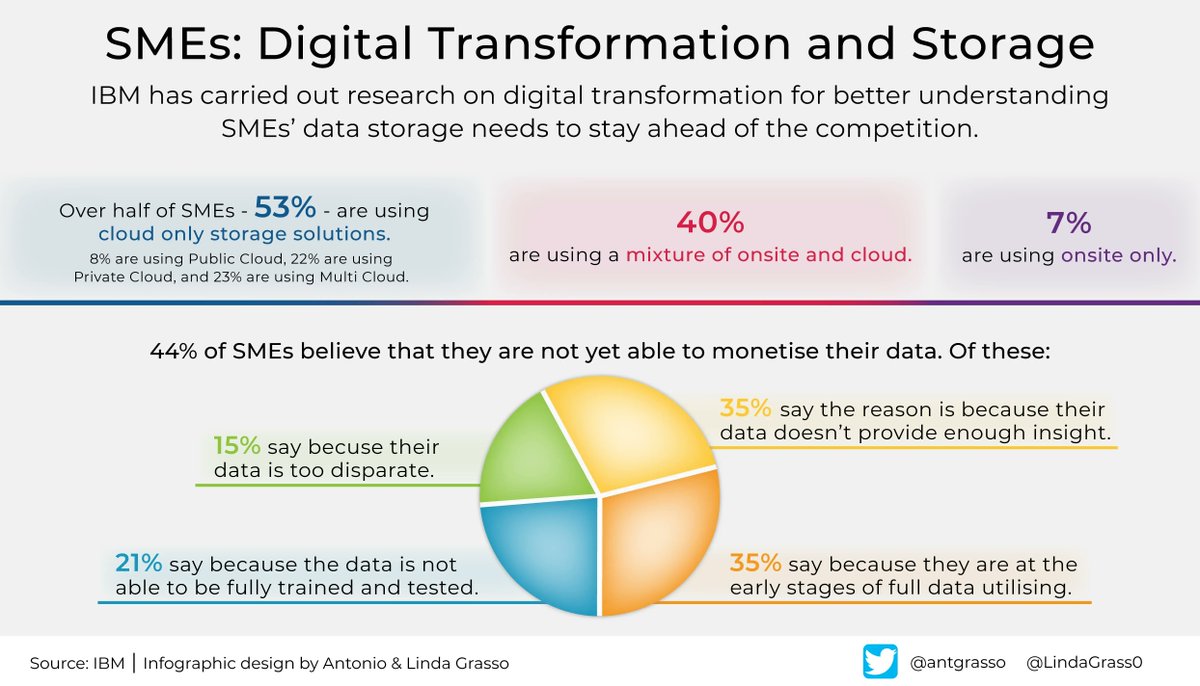 SMEs: Digital Transformation and Storage
IBM has carried out research on digital transformation for better understanding
SMEs’ data storage needs to stay ahead of the competition.
Over half of SMEs - 53% - are using
cloud only storage solutions.
8% are using Public Cloud, 22% are using
Private Cloud, and 23% are using Multi Cloud.
40%
are using a mixture of onsite and cloud.
7%
are using onsite only.
44% of SMEs believe that they are not yet able to monetise their data. Of these:
35% say the reason is because their
data doesn’t provide enough insight.
15% say becuse their
data is too disparate.
21% say because the data is not
able to be fully trained and tested.
35% say because they are at the
early stages of full data utilising.
Source: IBM | Infographic design by Antonio & Linda Grasso
@antgrasso @LindaGrass0